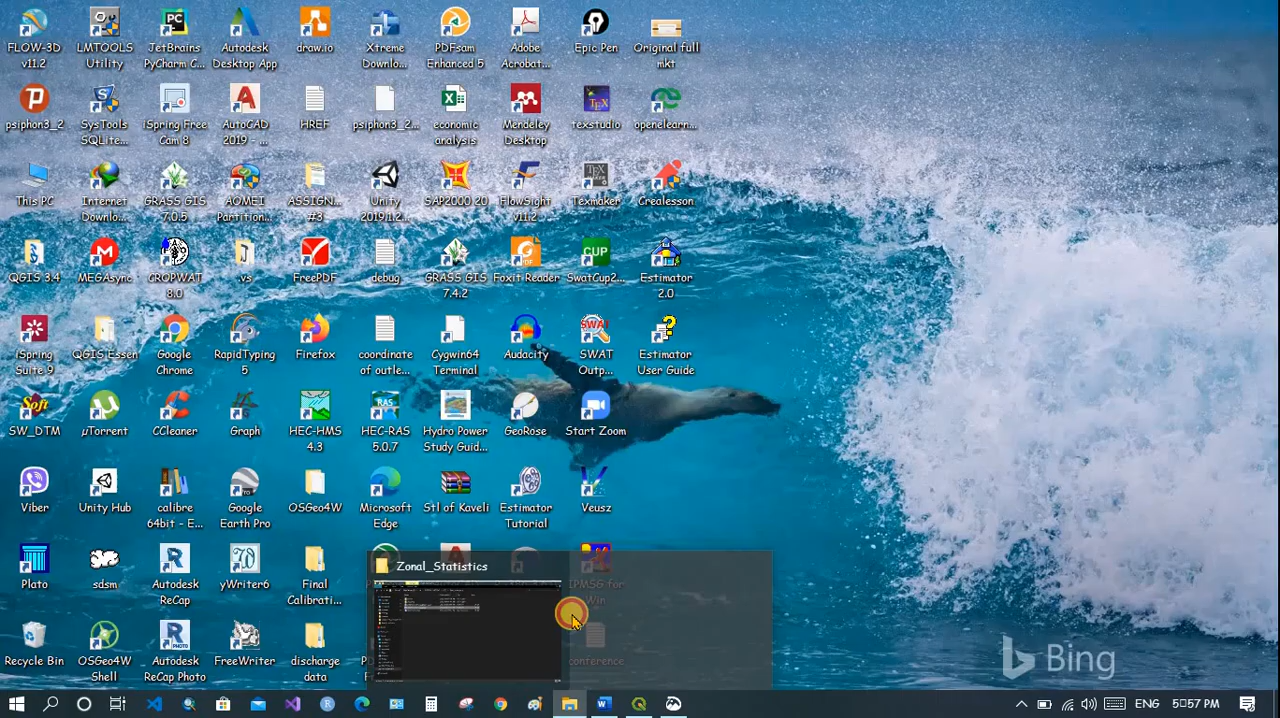 FLOW-3D v11.2
LMTOOLS Utility
JetBrains PyCharm C...
Autodesk Desktop App
draw.io
Xtreme Downlo...
PDFsam Enhanced 5
Adobe Acrobat...
Epic Pen
Original full mkt
psiphon3_2
SysTools SQLite...
iSpring Free Cam 8
AutoCAD 2019 - ...
HREF
psiphon3_2...
economic analysis
Mendeley Desktop
texstudio
openelearn...
This PC
Internet Downlo...
GRASS GIS 7.0.5
AOMEI Partition...
ASSIGN... #3
Unity 2019.1.2...
SAP2000 20
FlowSight v11.2
Texmaker
Crealesson
QGIS 3.4
MEGAsync
CROPWAT 8.0
.vs
FreePDF
debug
GRASS GIS 7.4.2
Foxit Reader
SwatCup2...
Estimator 2.0
iSpring Suite 9
QGIS Essen
Google Chrome
RapidTyping 5
Firefox
coordinate of outle...
Cygwin64 Terminal
Audacity
SWAT Outp...
Estimator User Guide
SW_DTM
µTorrent
CCleaner
Graph
HEC-HMS 4.3
HEC-RAS 5.0.7
Hydro Power Study Guid...
GeoRose
Start Zoom
Viber
Unity Hub
calibre 64bit - E...
Google Earth Pro
OSGeo4W
Microsoft Edge
Stl of Kaveli
Estimator Tutorial
Veusz
Plato
sdsm
Autodesk ReCap
yWriter6
Final Calibrati...
Zonal_Statistics
IPMSG for Win
Recycle Bin
OSGeo4W Shell
Autodesk ReCap Photo
FreeWriter
discharge data
conference
Bing
ENG 5:57 PM